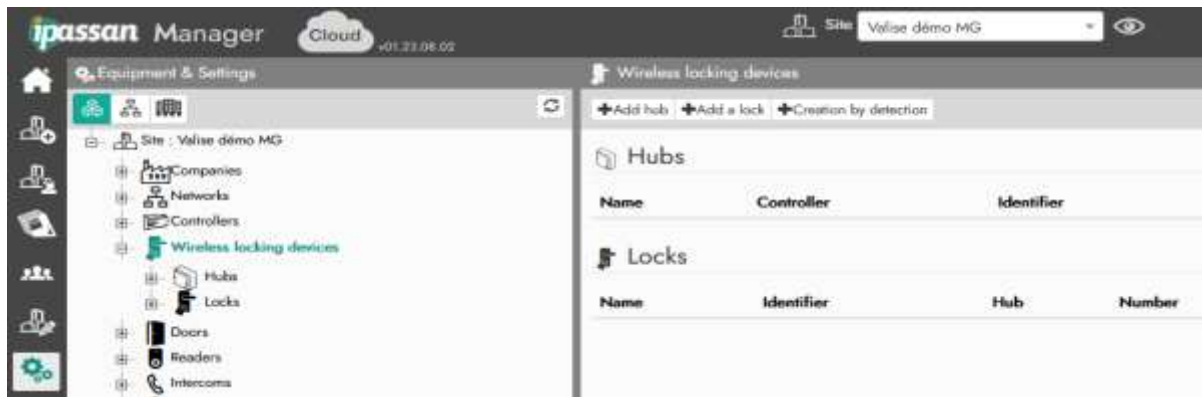 ipassan Manager Cloud v01.23.08.02 Site Valise démo MG
Equipment & Settings
Wireless locking devices
Add hub Add a lock Creation by detection
Site : Valise démo MG
Companies
Networks
Controllers
Wireless locking devices
Hubs
Locks
Doors
Readers
Intercoms
Hubs
Name Controller Identifier
Locks
Name Identifier Hub Number